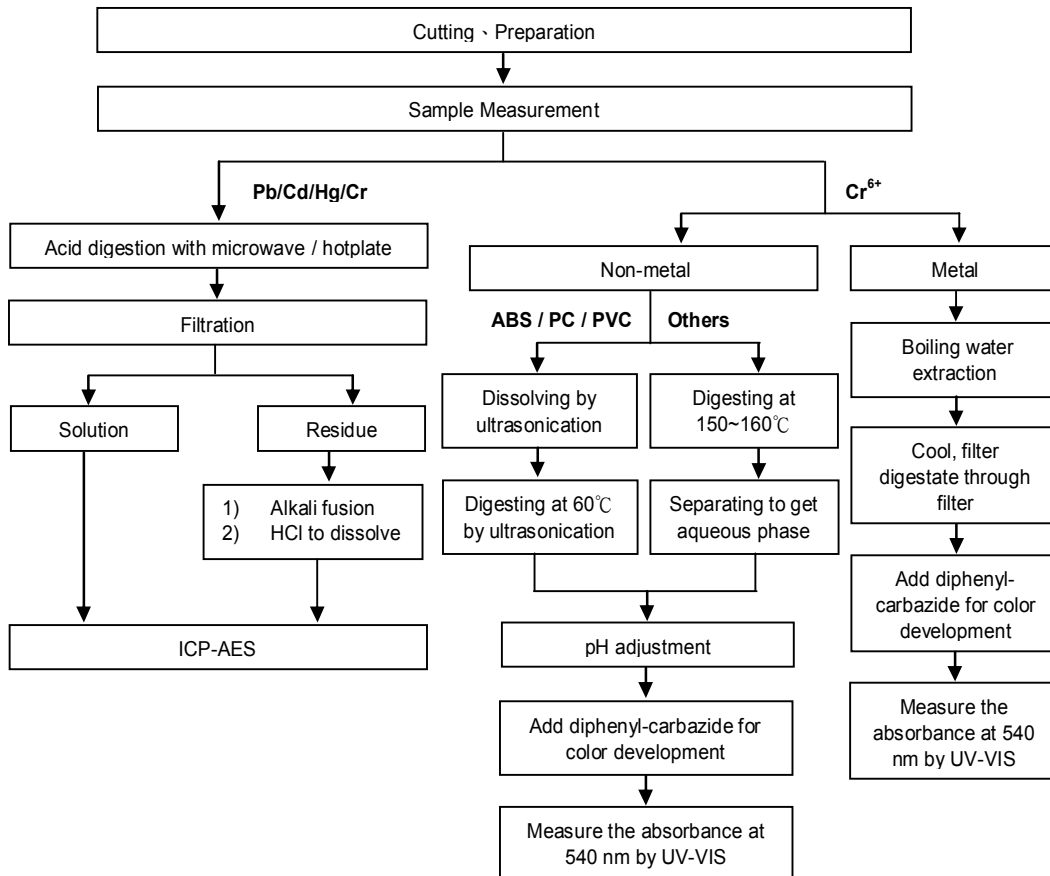 Cutting、Preparation
Sample Measurement
Pb/Cd/Hg/Cr
Cr6+
Acid digestion with microwave / hotplate
Filtration
Solution
Residue
1) Alkali fusion
2) HCl to dissolve
ICP-AES
Non-metal
ABS / PC / PVC
Others
Dissolving by
ultrasonication
Digesting at 60℃
by ultrasonication
Digesting at
150~160℃
Separating to get
aqueous phase
pH adjustment
Add diphenyl-carbazide for
color development
Measure the absorbance at
540 nm by UV-VIS
Metal
Boiling water
extraction
Cool, filter
digestate through
filter
Add diphenyl-
carbazide for color
development
Measure the
absorbance at 540
nm by UV-VIS